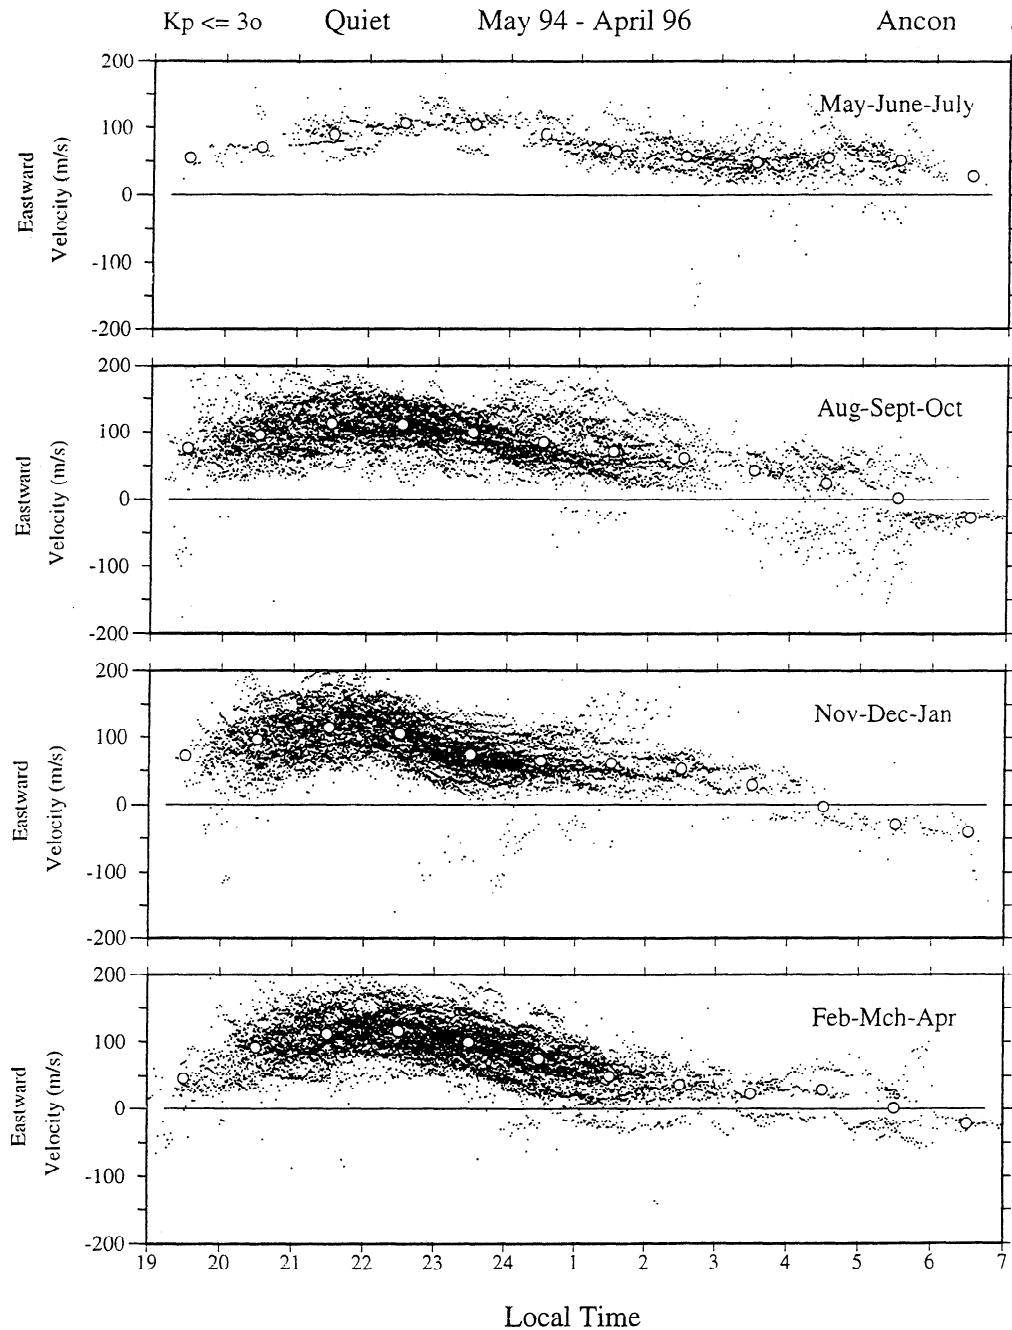 Kp <= 3o Quiet May 94 - April 96 Ancon
200
100
0
-100
-200
Eastward
Velocity (m/s)
May-June-July
200
100
0
-100
-200
Eastward
Velocity (m/s)
Aug-Sept-Oct
200
100
0
-100
-200
Eastward
Velocity (m/s)
Nov-Dec-Jan
200
100
0
-100
-200
Eastward
Velocity (m/s)
Feb-Mch-Apr
19 20 21 22 23 24 1 2 3 4 5 6 7
Local Time